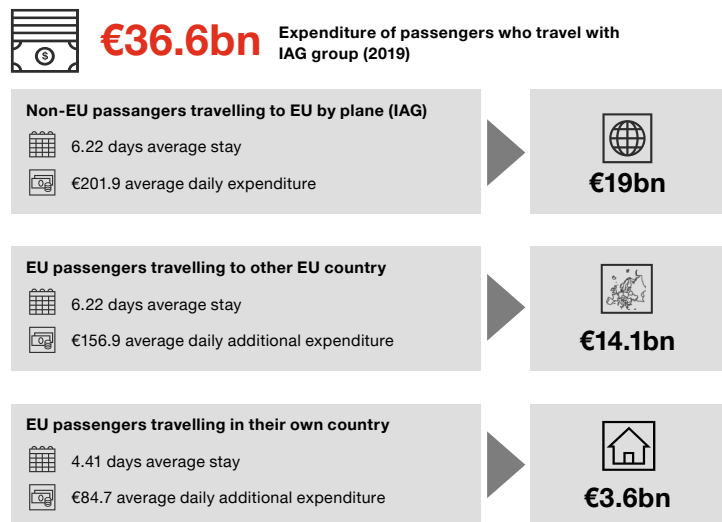 €36.6bn
Expenditure of passengers who travel with
IAG group (2019)
Non-EU passangers travelling to EU by plane (IAG)
6.22 days average stay
€201.9 average daily expenditure
€19bn
EU passengers travelling to other EU country
6.22 days average stay
€156.9 average daily additional expenditure
€14.1bn
EU passengers travelling in their own country
4.41 days average stay
€84.7 average daily additional expenditure
€3.6bn